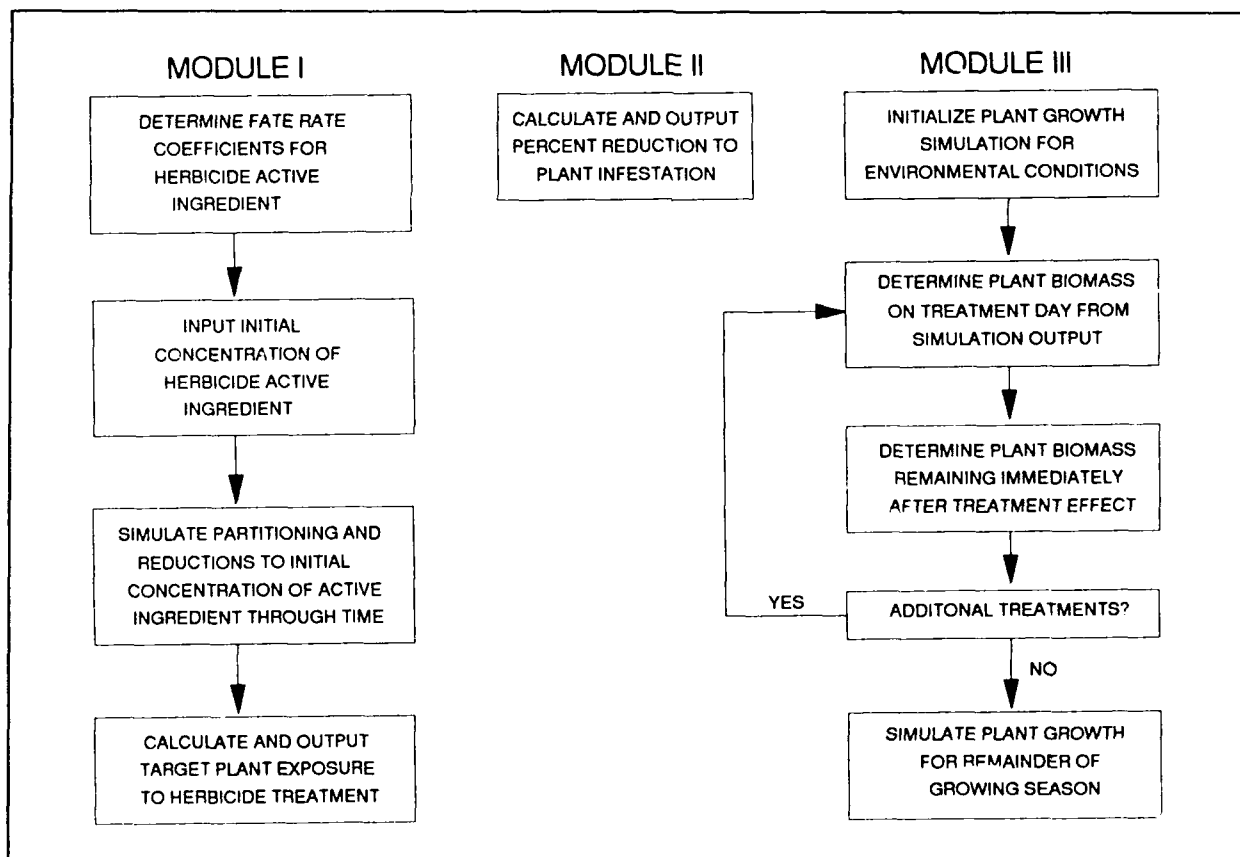 MODULE I
DETERMINE FATE RATE
COEFFICIENTS FOR
HERBICIDE ACTIVE
INGREDIENT
INPUT INITIAL
CONCENTRATION OF
HERBICIDE ACTIVE
INGREDIENT
SIMULATE PARTITIONING AND
REDUCTIONS TO INITIAL
CONCENTRATION OF ACTIVE
INGREDIENT THROUGH TIME
CALCULATE AND OUTPUT
TARGET PLANT EXPOSURE
TO HERBICIDE TREATMENT
MODULE II
CALCULATE AND OUTPUT
PERCENT REDUCTION TO
PLANT INFESTATION
MODULE III
INITIALIZE PLANT GROWTH
SIMULATION FOR
ENVIRONMENTAL CONDITIONS
DETERMINE PLANT BIOMASS
ON TREATMENT DAY FROM
SIMULATION OUTPUT
DETERMINE PLANT BIOMASS
REMAINING IMMEDIATELY
AFTER TREATMENT EFFECT
YES
ADDITONAL TREATMENTS?
NO
SIMULATE PLANT GROWTH
FOR REMAINDER OF
GROWING SEASON